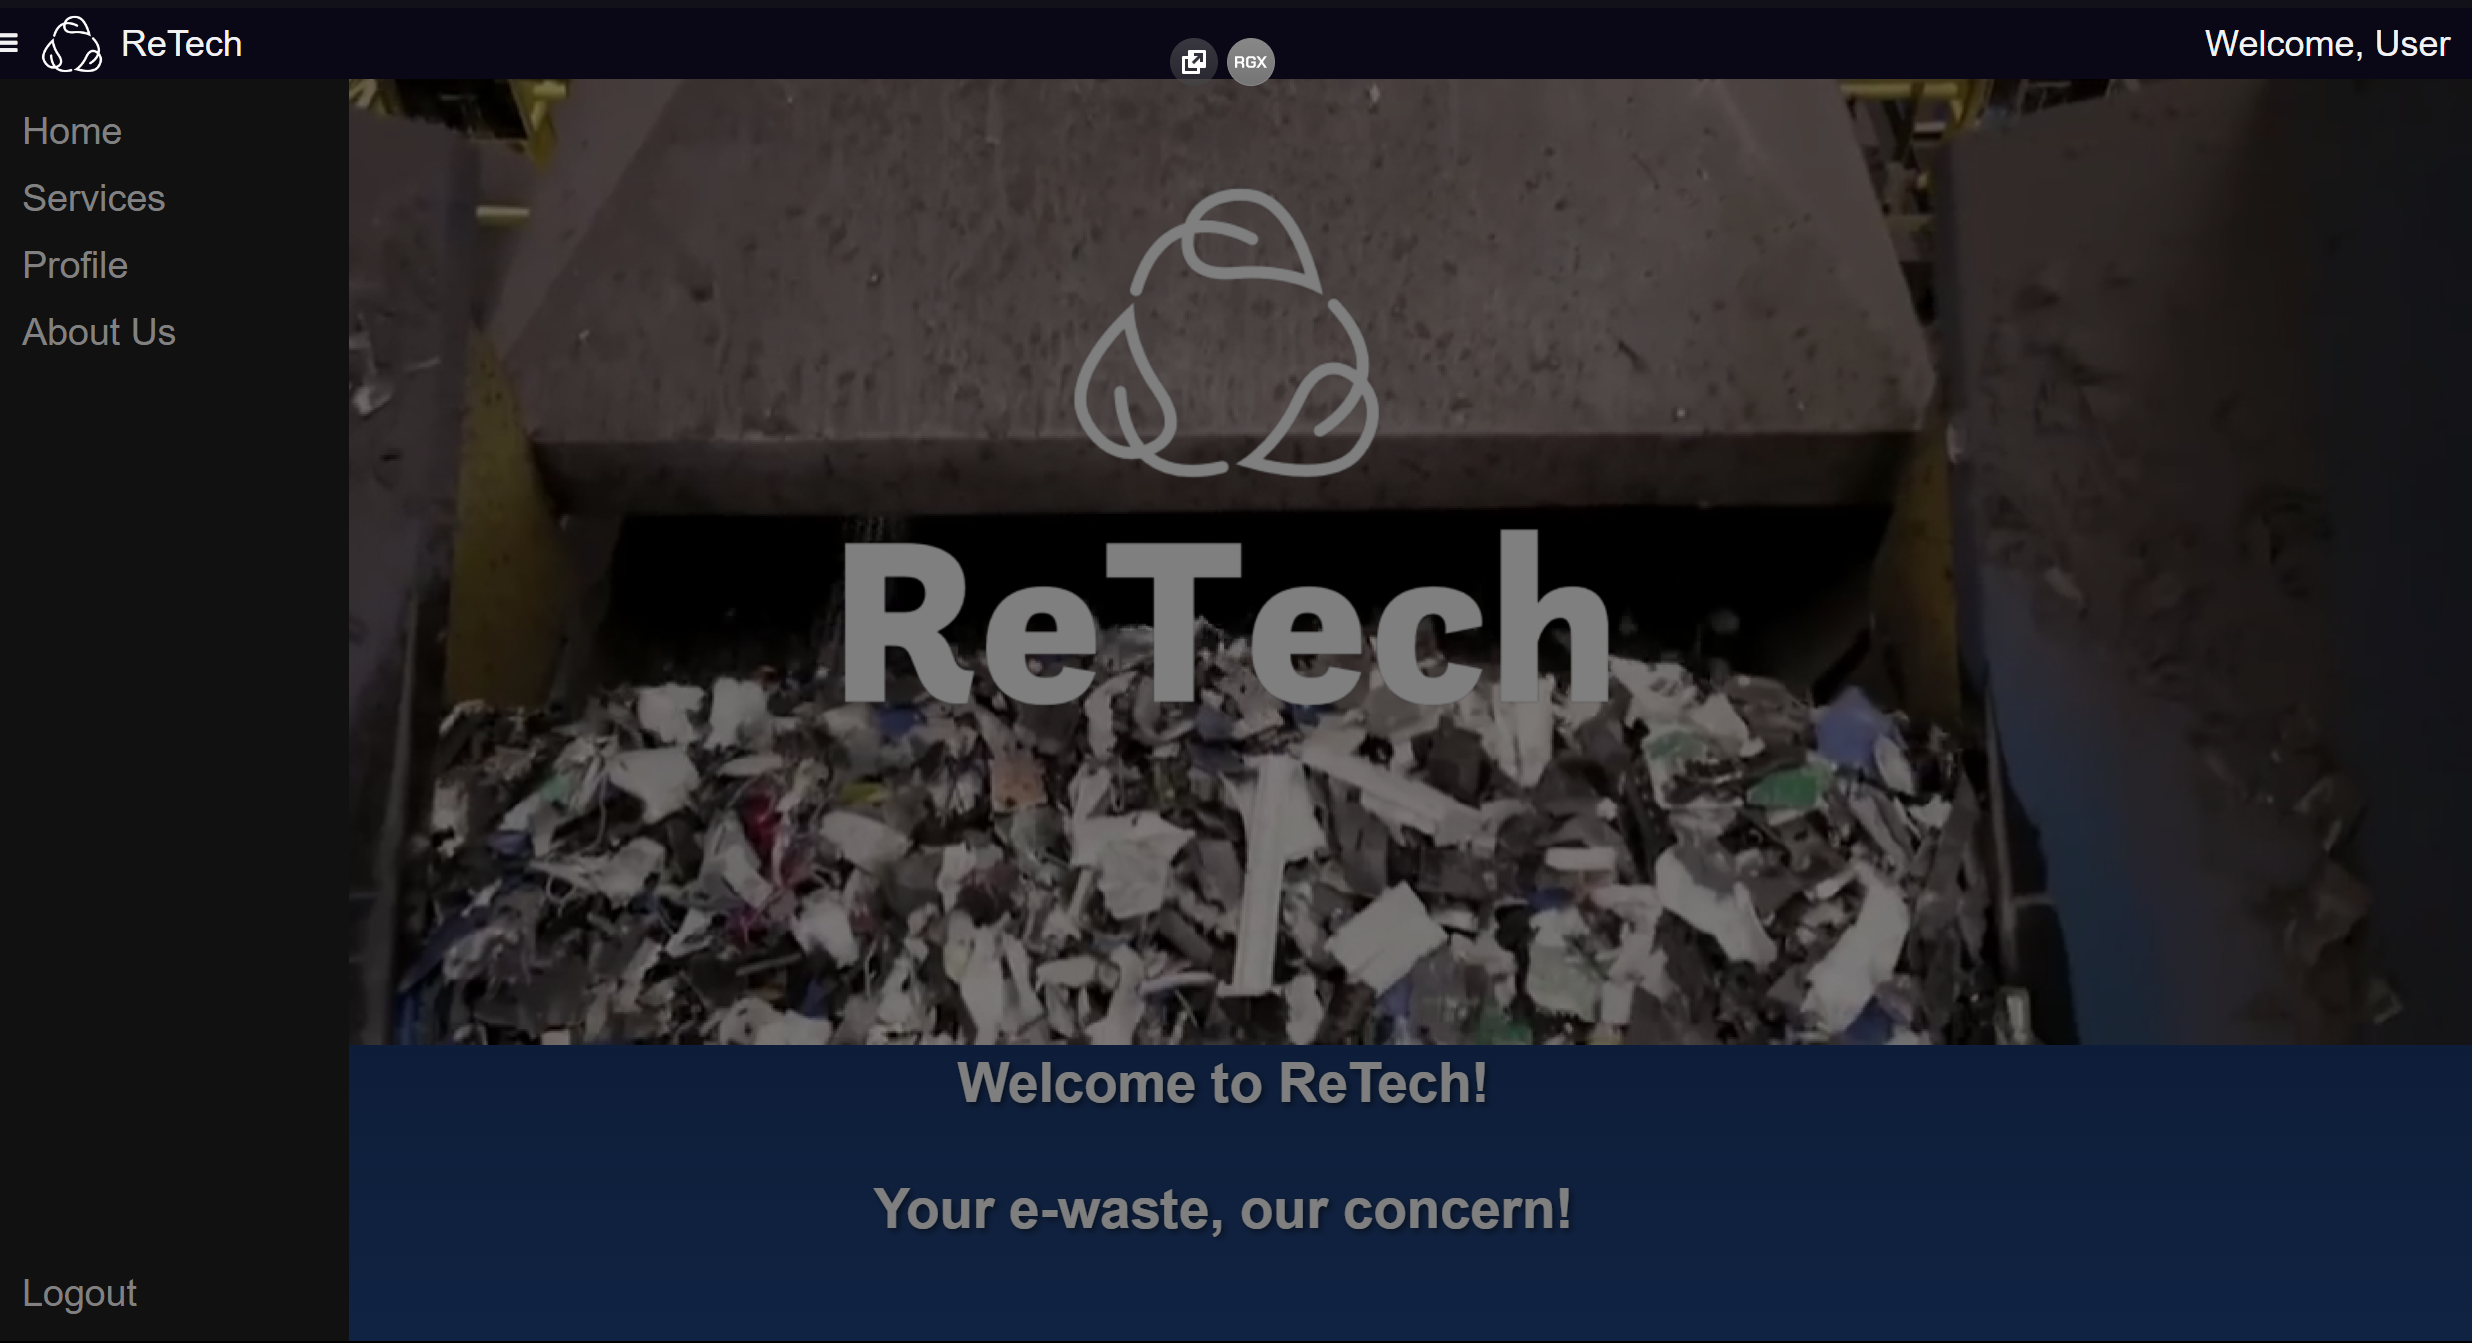 ReTech
RGX
Welcome, User
Home
Services
Profile
About Us
ReTech
Welcome to ReTech!
Your e-waste, our concern!
Logout